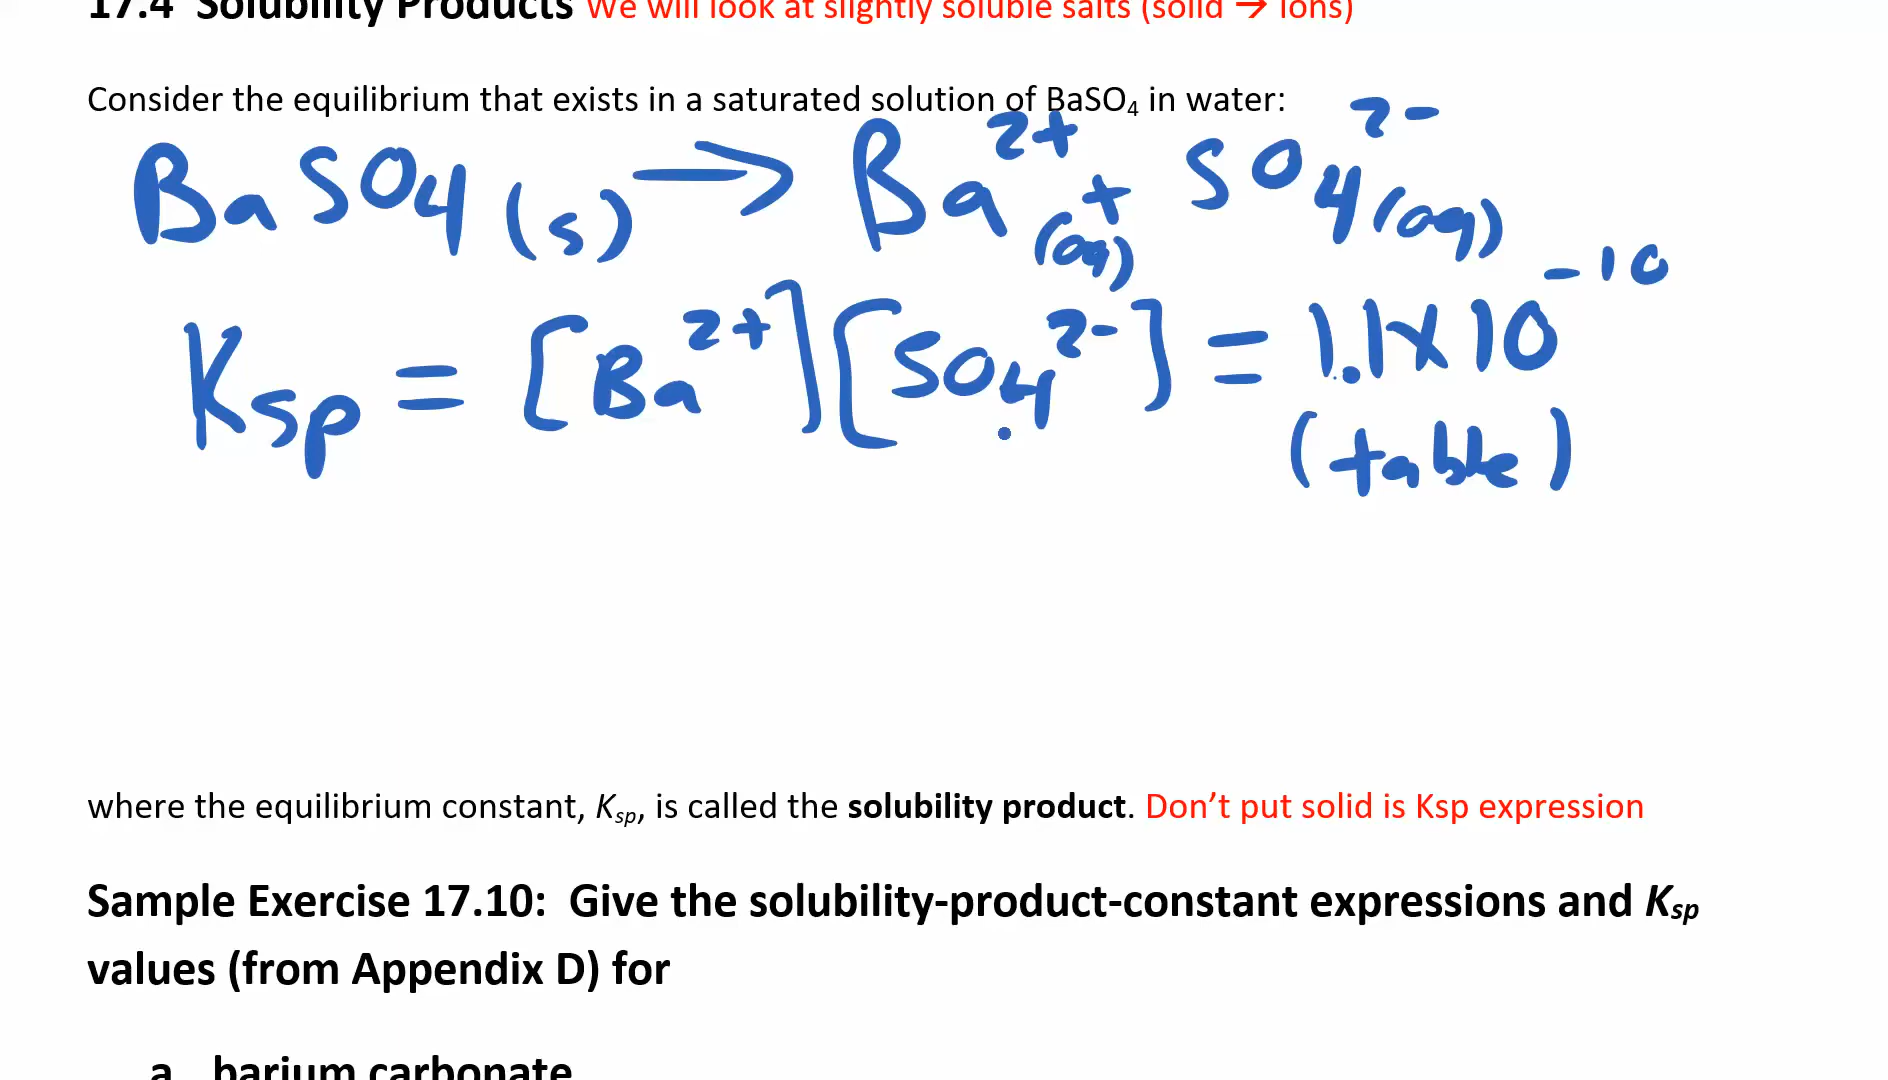 17.4 Solubility Products We will look at slightly soluble salts (solid → ions)
Consider the equilibrium that exists in a saturated solution of BaSO₄ in water:
BaSO4 (s) → Ba²⁺ (aq) + SO4²⁻ (aq)
Ksp = [Ba²⁺][SO4²⁻] = 1.1 x 10⁻¹⁰
(table)
where the equilibrium constant, Ksp, is called the solubility product. Don’t put solid is Ksp expression
Sample Exercise 17.10: Give the solubility-product-constant expressions and Ksp
values (from Appendix D) for
a barium carbonate